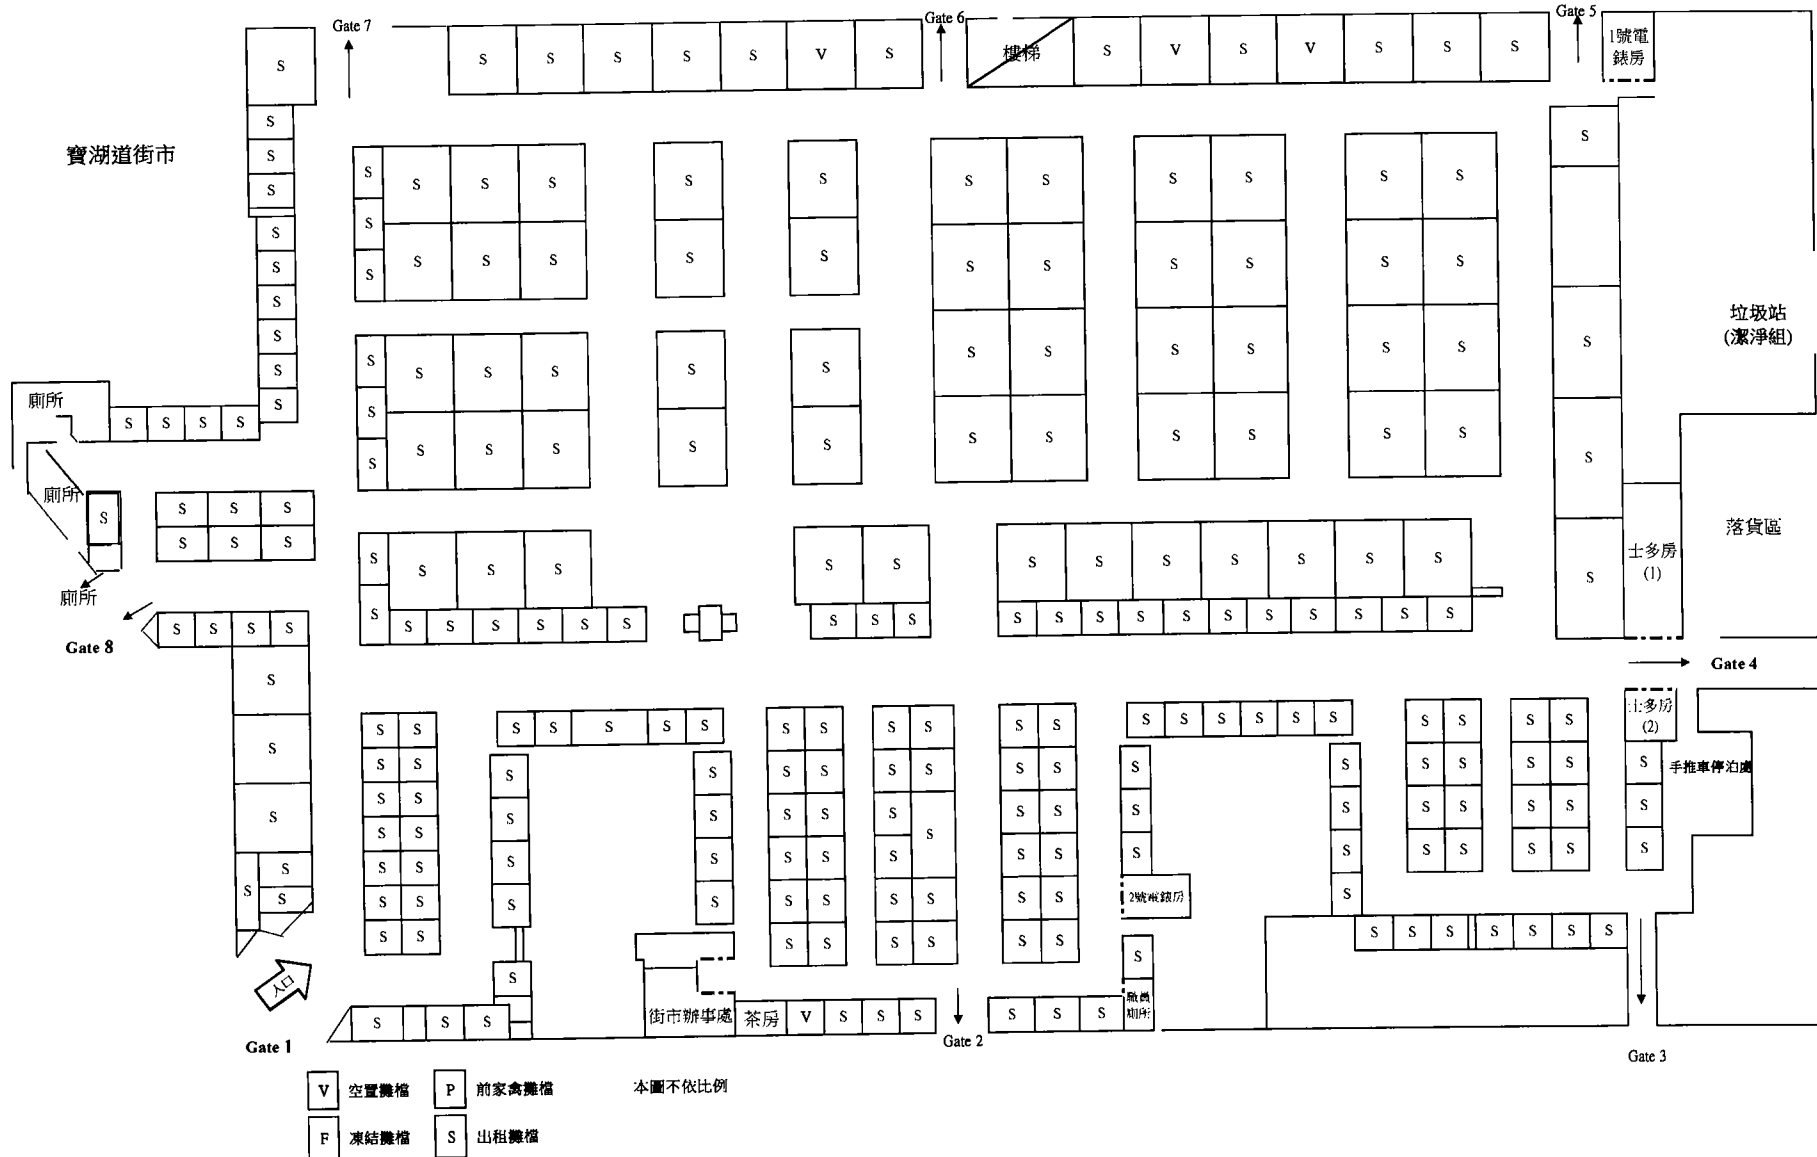 Gate 7
Gate 6
Gate 5
S
S S S S S V S
樓梯
S V S V S S S
1號電
錶房
寶湖道街市
S
S
S
S
S
S
S
S
S
S
S
S
S
S S S
S S S
S
S
S
S
S S
S S
S S
S S
S S
S S
S S
S S
S S
S S
S S
S S
S
S
S
S
垃圾站
(潔淨組)
S
S
S
S S S
S S S
S
S
S
S
廁所
S S S S
廁所
S
S S S
S S S
廁所
S
S
S S S
S S S S S S S
S S
S S S
S S S S S S S
S S S S S S S S S S
士多房
(1)
落貨區
Gate 8
S S S S
S
S
S
S
S
S
Gate 4
S S
S S
S S
S S
S S
S S
S S
S S S S S
S
S
S
S
S
S
S
S
S
S S
S S
S S
S S
S S
S S
S S
S S
S
S
S
S S
S S
S S
S S
S S
S S
S S
S S
S S S S S S
S
S
S
2號電錶房
S
S
S
S
S S
S S
S S
S S
S S
S S
S S
S S
士多房
(2)
S
S
S
手推車停泊處
S S S S S S S
入口
S S S
街市辦事處
茶房
V S S S
S S S
S
職員
廁所
Gate 1
Gate 2
Gate 3
V 空置攤檔
P 前家禽攤檔
本圖不依比例
F 凍結攤檔
S 出租攤檔